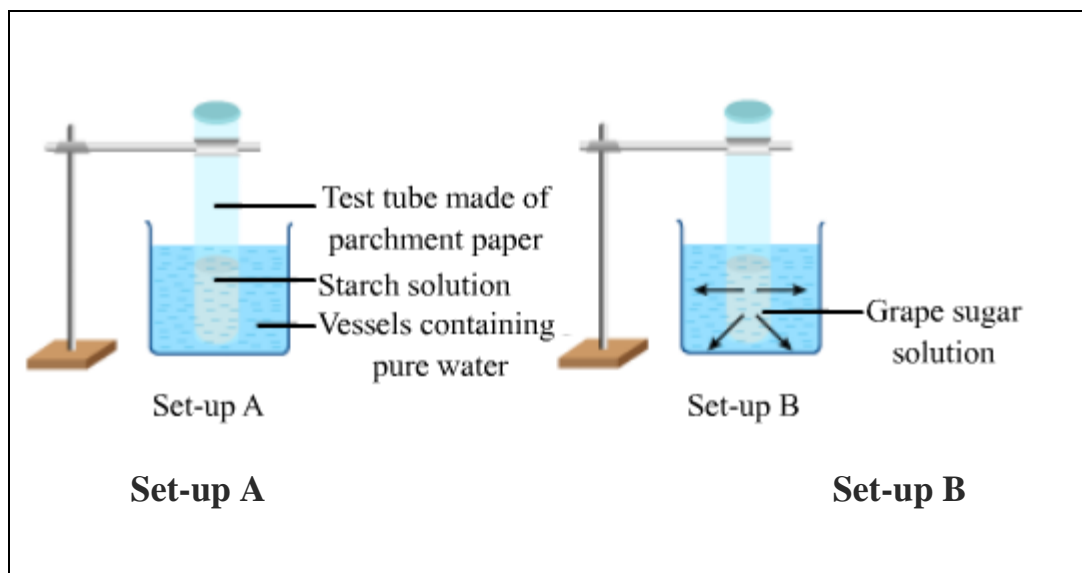 Test tube made of
parchment paper
Starch solution
Vessels containing
pure water
Set-up A
Grape sugar
solution
Set-up B
Set-up A
Set-up B